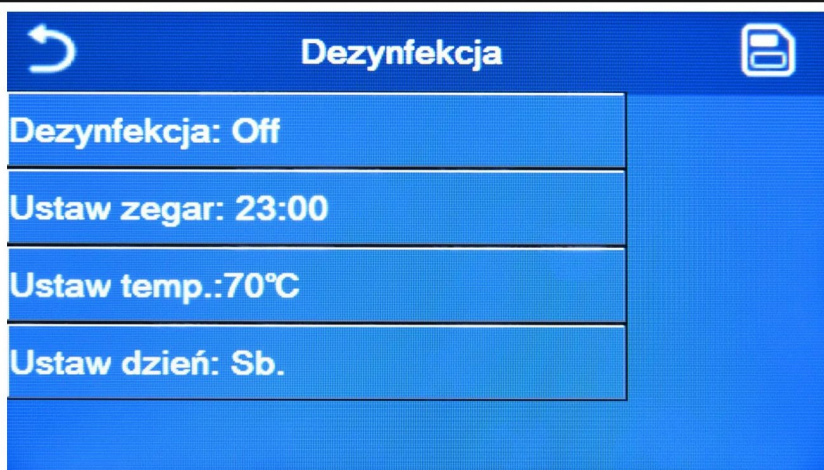 Dezynfekcja
Dezynfekcja: Off
Ustaw zegar: 23:00
Ustaw temp.:70℃
Ustaw dzień: Sb.